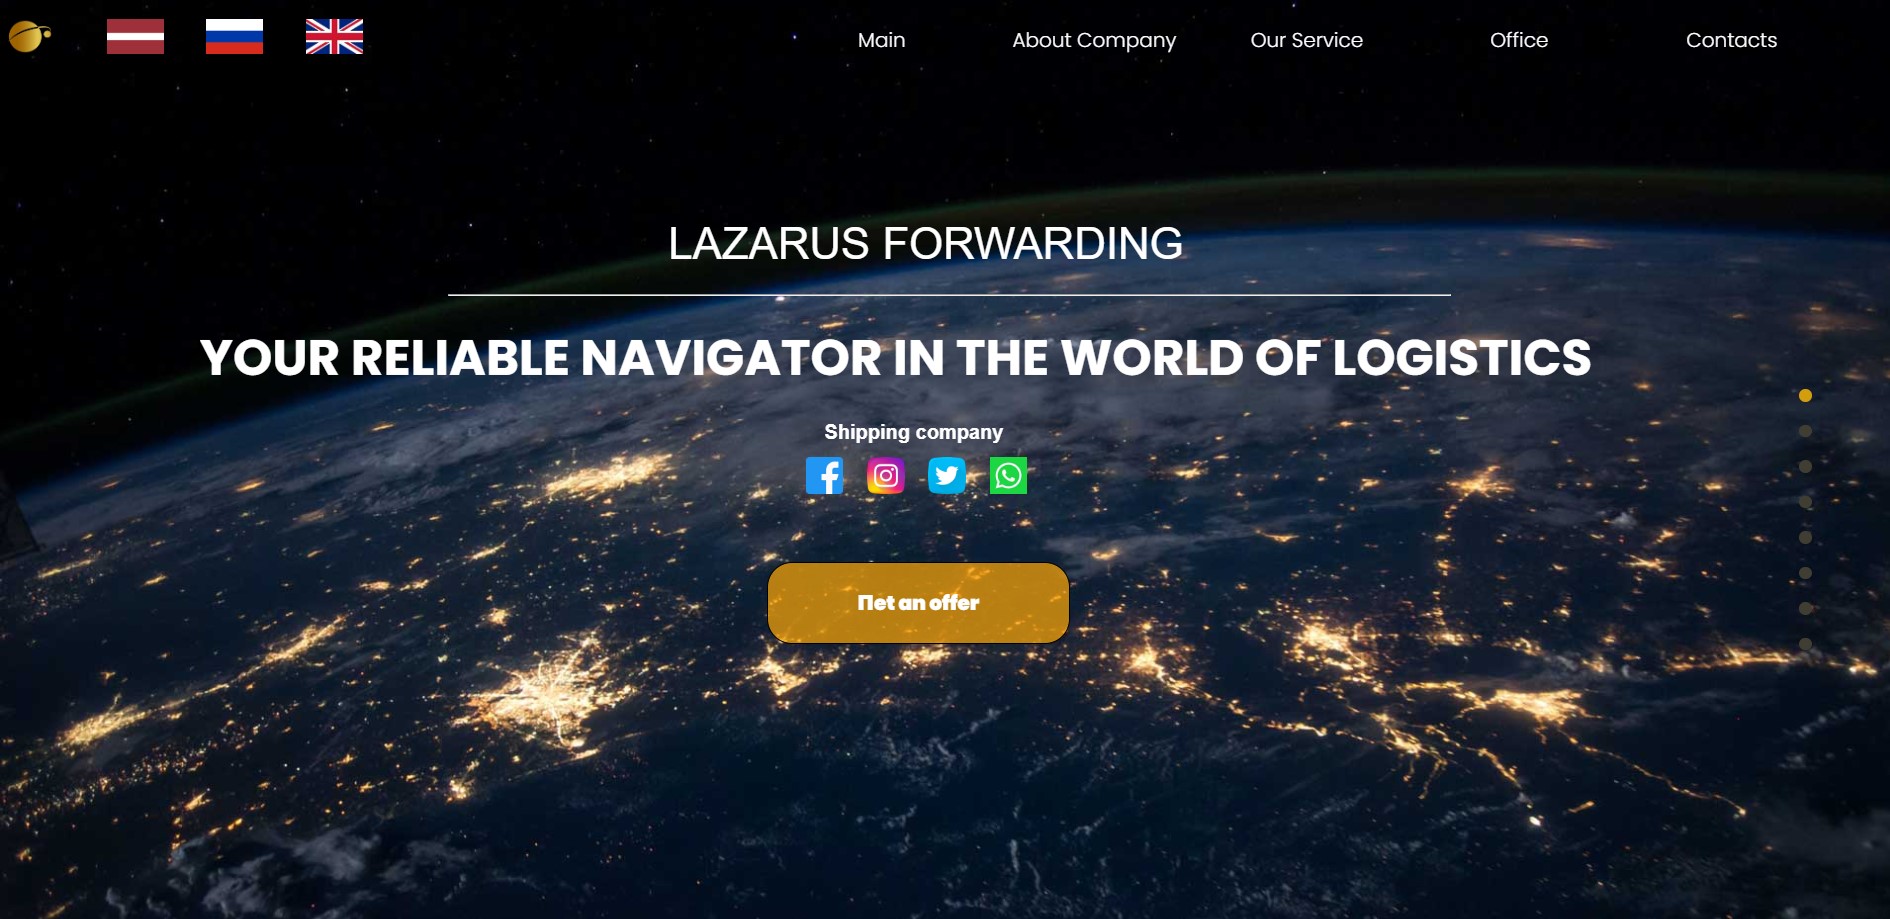 Main
About Company
Our Service
Office
Contacts
LAZARUS FORWARDING
YOUR RELIABLE NAVIGATOR IN THE WORLD OF LOGISTICS
Shipping company
Пet an offer